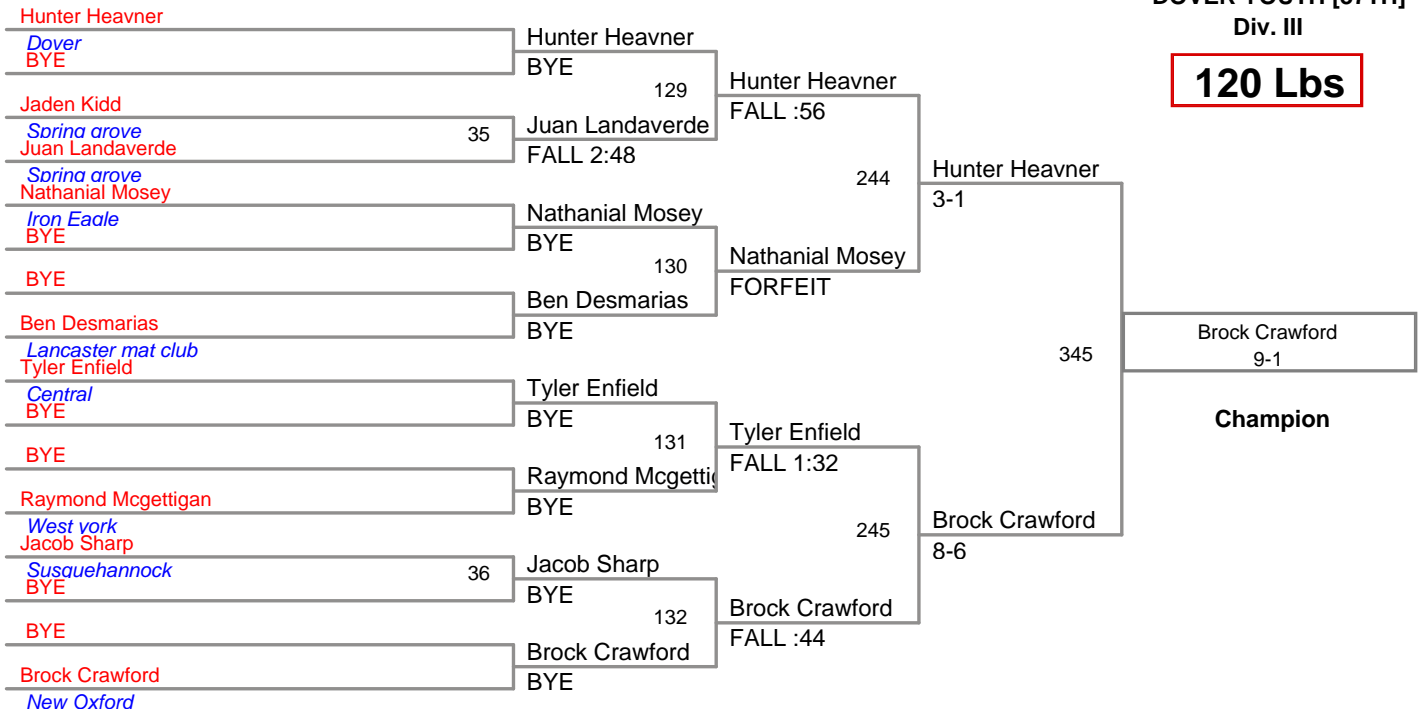 Div. III
120 Lbs
Hunter Heavner
Dover
BYE
Jaden Kidd
Spring grove
Juan Landaverde
Spring grove
Nathanial Mosey
Iron Eagle
BYE
BYE
Ben Desmarias
Lancaster mat club
Tyler Enfield
Central
BYE
BYE
Raymond Mcgettigan
West york
Jacob Sharp
Susquehannock
BYE
BYE
Brock Crawford
New Oxford
35
36
Hunter Heavner
BYE
129
Juan Landaverde
FALL 2:48
Nathanial Mosey
BYE
130
Ben Desmarias
BYE
Tyler Enfield
BYE
131
Raymond
BYE
Jacob Sharp
BYE
132
Brock Crawford
BYE
Hunter Heavner
FALL :56
244
Nathanial Mosey
FORFEIT
Tyler Enfield
FALL 1:32
245
Brock Crawford
FALL :44
Hunter Heavner
3-1
345
Brock Crawford
8-6
Brock Crawford
9-1
Champion